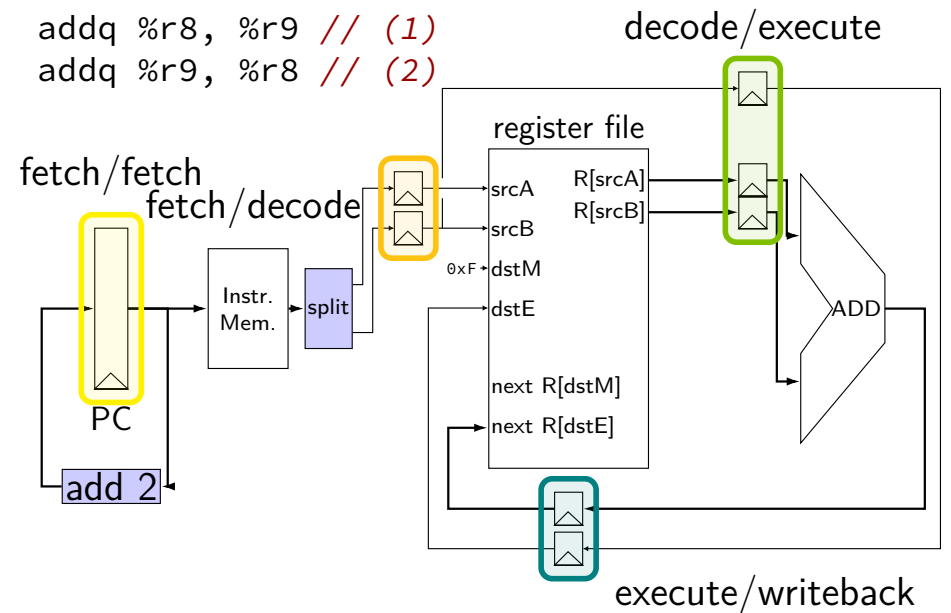 addq %r8, %r9 // (1)
addq %r9, %r8 // (2)
decode/execute
register file
fetch/fetch
fetch/decode
srcA
R[srcA]
R[srcB]
srcB
0xF
dstM
Instr.
Mem.
split
dstE
ADD
next R[dstM]
PC
next R[dstE]
add 2
execute/writeback